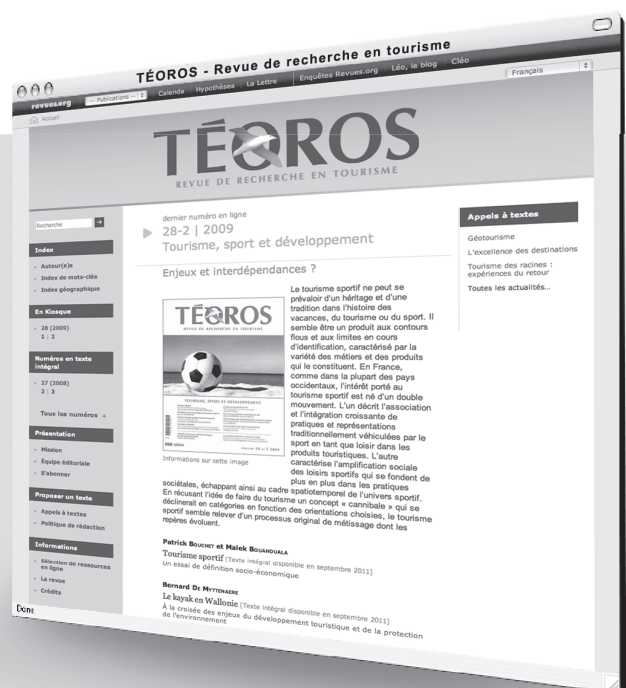 TÉOROS - Revue de recherche en tourisme
revues.org
-- Publications --
Calenda
Hypothèses
La Lettre
Enquêtes Revues.org
Léo, le blog
Cléo
Français
Accueil
TÉOROS
REVUE DE RECHERCHE EN TOURISME
Recherche
Index
Auteur(e)s
Index de mots-clés
Index géographique
En Kiosque
28 (2009)
1 | 2
Numéros en texte
intégral
27 (2008)
2 | 3
Tous les numéros →
Présentation
Mission
Équipe éditoriale
S'abonner
Proposer un texte
Appels à textes
Politique de rédaction
Informations
Sélection de ressources
en ligne
La revue
Crédits
dernier numéro en ligne
28-2 | 2009
Tourisme, sport et développement
Enjeux et interdépendances ?
TÉOROS
REVUE DE RECHERCHE EN TOURISME
TOURISME, SPORT ET DÉVELOPPEMENT
Informations sur cette image
Le tourisme sportif ne peut se
prévaloir d'un héritage et d'une
tradition dans l'histoire des
vacances, du tourisme ou du sport. Il
semble être un produit aux contours
flous et aux limites en cours
d'identification, caractérisé par la
variété des métiers et des produits
qui le constituent. En France,
comme dans la plupart des pays
occidentaux, l'intérêt porté au
tourisme sportif est né d'un double
mouvement. L'un décrit l'association
et l'intégration croissante de
pratiques et représentations
traditionnellement véhiculées par le
sport en tant que loisir dans les
produits touristiques. L'autre
caractérise l'amplification sociale
des loisirs sportifs qui se fondent de
plus en plus dans les pratiques
sociétales, échappant ainsi au cadre spatiotemporel de l'univers sportif.
En récusant l'idée de faire du tourisme un concept « cannibale » qui se
déclinerait en catégories en fonction des orientations choisies, le tourisme
sportif semble relever d'un processus original de métissage dont les
repères évoluent.
Patrick Bouchet et Malek Bouhaouala
Tourisme sportif [Texte intégral disponible en septembre 2011]
Un essai de définition socio-économique
Bernard De Myttenaere
Le kayak en Wallonie [Texte intégral disponible en septembre 2011]
À la croisée des enjeux du développement touristique et de la protection
de l'environnement
Appels à textes
Géotourisme
L'excellence des destinations
Tourisme des racines :
expériences du retour
Toutes les actualités...
Done